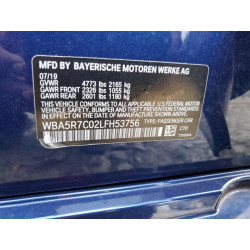 MFD BY BAYERISCHE MOTOREN WERKE AG
07/19
GVWR 4773 lbs 2165 kg
GAWR FRONT 2326 lbs 1055 kg
GAWR REAR 2601 lbs 1180 kg
THIS VEHICLE CONFORMS TO ALL APPLICABLE U.S. FEDERAL MOTOR
VEHICLE SAFETY, BUMPER, AND THEFT PREVENTION STANDARDS IN
EFFECT ON THE DATE OF MANUFACTURE SHOWN ABOVE.
WBA5R7C02LFH53756 TYPE: PASSENGER CAR
C10